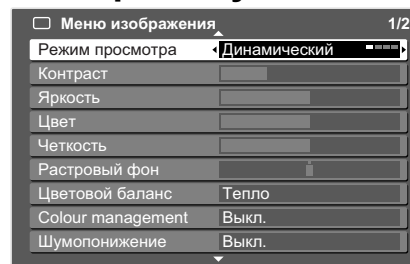 Меню изображения 1/2
Режим просмотра Динамический
Контраст
Яркость
Цвет
Четкость
Растровый фон
Цветовой баланс Тепло
Colour management Выкл.
Шумопонижение Выкл.